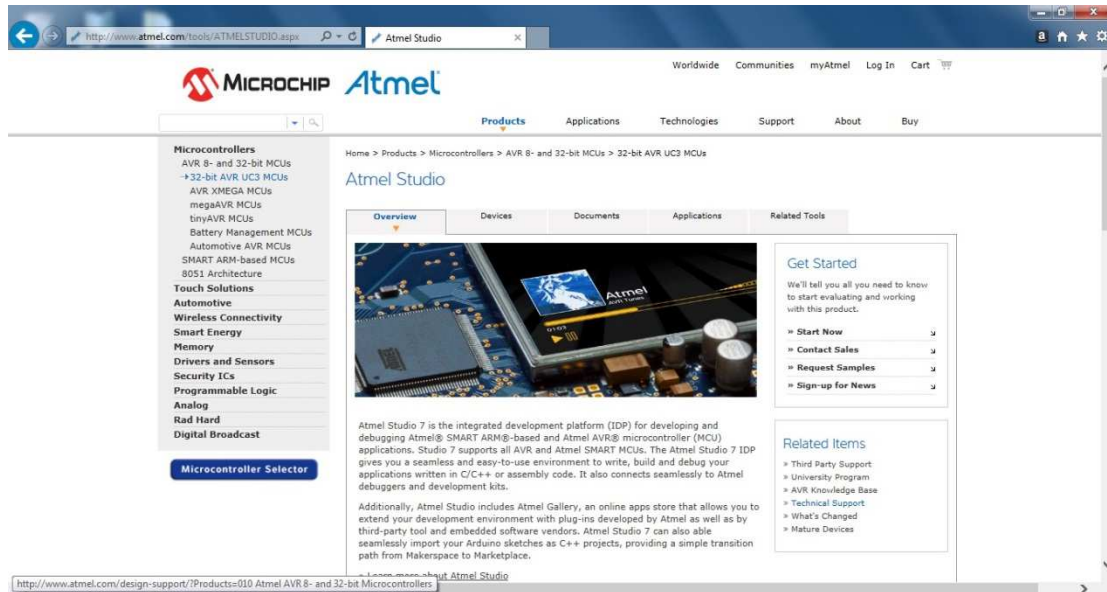 http://www.atmel.com/tools/ATMELSTUDIO.aspx
Atmel Studio
MICROCHIP Atmel
Worldwide Communities myAtmel Log In Cart
Products Applications Technologies Support About Buy
Microcontrollers
AVR 8- and 32-bit MCUs
32-bit AVR UC3 MCUs
AVR XMEGA MCUs
megaAVR MCUs
tinyAVR MCUs
Battery Management MCUs
Automotive AVR MCUs
SMART ARM-based MCUs
8051 Architecture
Touch Solutions
Automotive
Wireless Connectivity
Smart Energy
Memory
Drivers and Sensors
Security ICs
Programmable Logic
Analog
Rad Hard
Digital Broadcast
Microcontroller Selector
Home > Products > Microcontrollers > AVR 8- and 32-bit MCUs > 32-bit AVR UC3 MCUs
Atmel Studio
Overview Devices Documents Applications Related Tools
Atmel
AVR Tunes
01:03
Atmel Studio 7 is the integrated development platform (IDP) for developing and
debugging Atmel® SMART ARM®-based and Atmel AVR® microcontroller (MCU)
applications. Studio 7 supports all AVR and Atmel SMART MCUs. The Atmel Studio 7 IDP
gives you a seamless and easy-to-use environment to write, build and debug your
applications written in C/C++ or assembly code. It also connects seamlessly to Atmel
debuggers and development kits.
Additionally, Atmel Studio includes Atmel Gallery, an online apps store that allows you to
extend your development environment with plug-ins developed by Atmel as well as by
third-party tool and embedded software vendors. Atmel Studio 7 can also able
seamlessly import your Arduino sketches as C++ projects, providing a simple transition
path from Makerspace to Marketplace.
» Learn more about Atmel Studio
Get Started
We'll tell you all you need to know
to start evaluating and working
with this product.
» Start Now
» Contact Sales
» Request Samples
» Sign-up for News
Related Items
» Third Party Support
» University Program
» AVR Knowledge Base
» Technical Support
» What's Changed
» Mature Devices
http://www.atmel.com/design-support/?Products=010 Atmel AVR 8- and 32-bit Microcontrollers